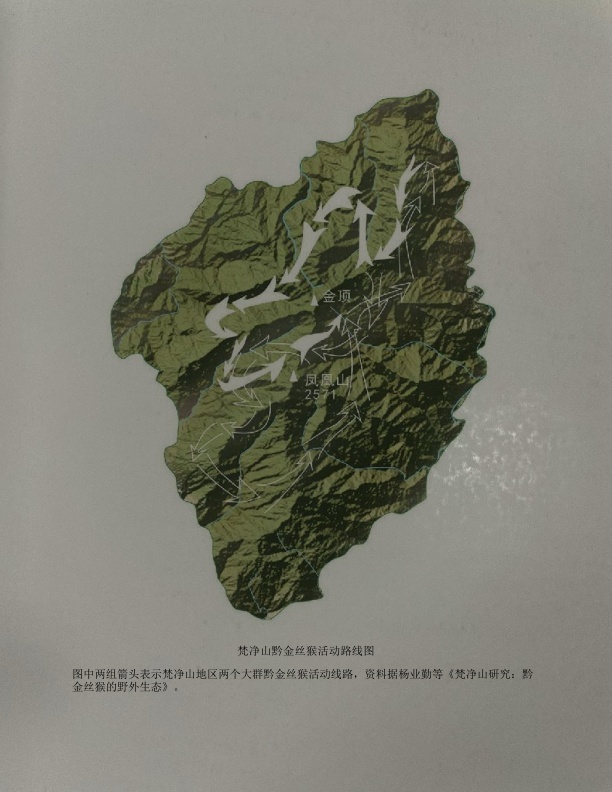 金顶
凤凰山
2571
梵净山黔金丝猴活动路线图
图中两组箭头表示梵净山地区两个大群黔金丝猴活动线路，资料据杨业勤等《梵净山研究：黔
金丝猴的野外生态》。